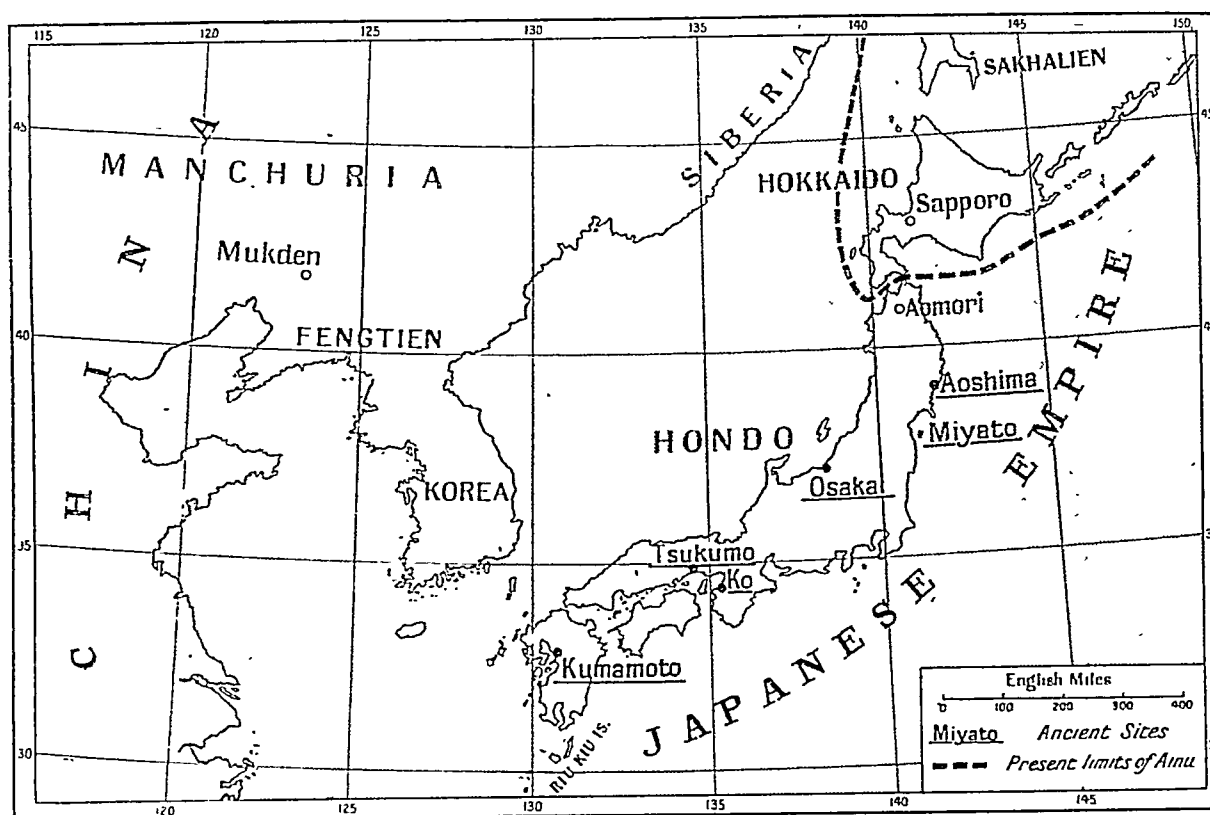 115 120 125 130 135 140 145 150
SAKHALIEN
SIBERIA
45 45
MANCHURIA
HOKKAIDO
Sapporo
Mukden
Aomori
40 40
FENGTIEN
Aoshima
HONDO
Miyato
KOREA
Osaka
CHINA
35
Tsukumo
Ko
Kumamoto
JAPANESE EMPIRE
RIU KIU IS.
30
English Miles
0 100 200 300 400
Miyato Ancient Sites
Present limits of Ainu
120 125 130 135 140 145